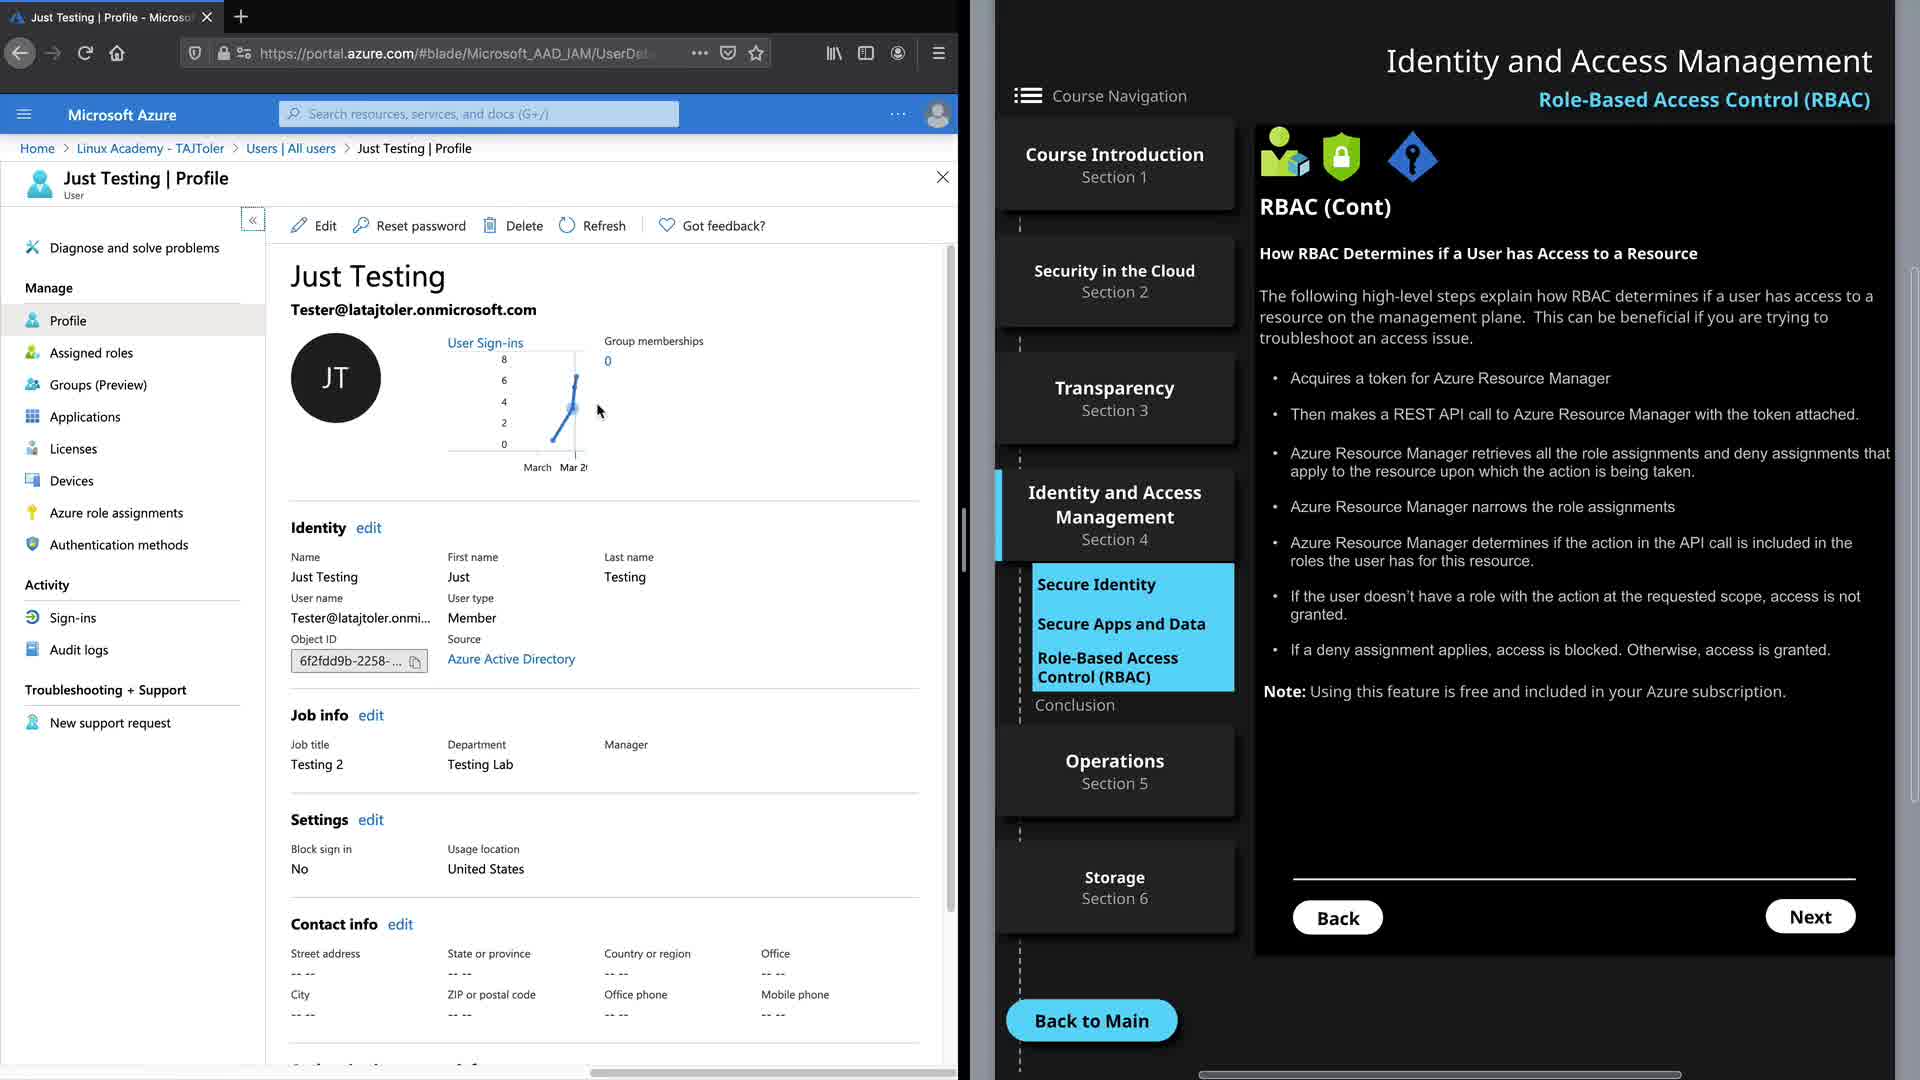 Just Testing | Profile - Microsof
https://portal.azure.com/#blade/Microsoft_AAD_IAM/UserDet
Microsoft Azure
Search resources, services, and docs (G+/)
Home > Linux Academy - TAJToler > Users | All users > Just Testing | Profile
Just Testing | Profile
User
Diagnose and solve problems
Manage
Profile
Assigned roles
Groups (Preview)
Applications
Licenses
Devices
Azure role assignments
Authentication methods
Activity
Sign-ins
Audit logs
Troubleshooting + Support
New support request
Edit
Reset password
Delete
Refresh
Got feedback?
Just Testing
Tester@latajtoler.onmicrosoft.com
JT
User Sign-ins
8
6
4
2
0
March Mar 2
Group memberships
0
Identity edit
Name First name Last name
Just Testing Just Testing
User name User type
Tester@latajtoler.onmi... Member
Object ID Source
6f2fdd9b-2258-... Azure Active Directory
Job info edit
Job title Department Manager
Testing 2 Testing Lab
Settings edit
Block sign in Usage location
No United States
Contact info edit
Street address State or province Country or region Office
-- -- -- -- -- -- -- --
City ZIP or postal code Office phone Mobile phone
-- -- -- -- -- -- -- --
Identity and Access Management
Role-Based Access Control (RBAC)
Course Navigation
Course Introduction
Section 1
Security in the Cloud
Section 2
Transparency
Section 3
Identity and Access
Management
Section 4
Secure Identity
Secure Apps and Data
Role-Based Access
Control (RBAC)
Conclusion
Operations
Section 5
Storage
Section 6
Back to Main
RBAC (Cont)
How RBAC Determines if a User has Access to a Resource
The following high-level steps explain how RBAC determines if a user has access to a
resource on the management plane. This can be beneficial if you are trying to
troubleshoot an access issue.
• Acquires a token for Azure Resource Manager
• Then makes a REST API call to Azure Resource Manager with the token attached.
• Azure Resource Manager retrieves all the role assignments and deny assignments that
apply to the resource upon which the action is being taken.
• Azure Resource Manager narrows the role assignments
• Azure Resource Manager determines if the action in the API call is included in the
roles the user has for this resource.
• If the user doesn't have a role with the action at the requested scope, access is not
granted.
• If a deny assignment applies, access is blocked. Otherwise, access is granted.
Note: Using this feature is free and included in your Azure subscription.
Back
Next